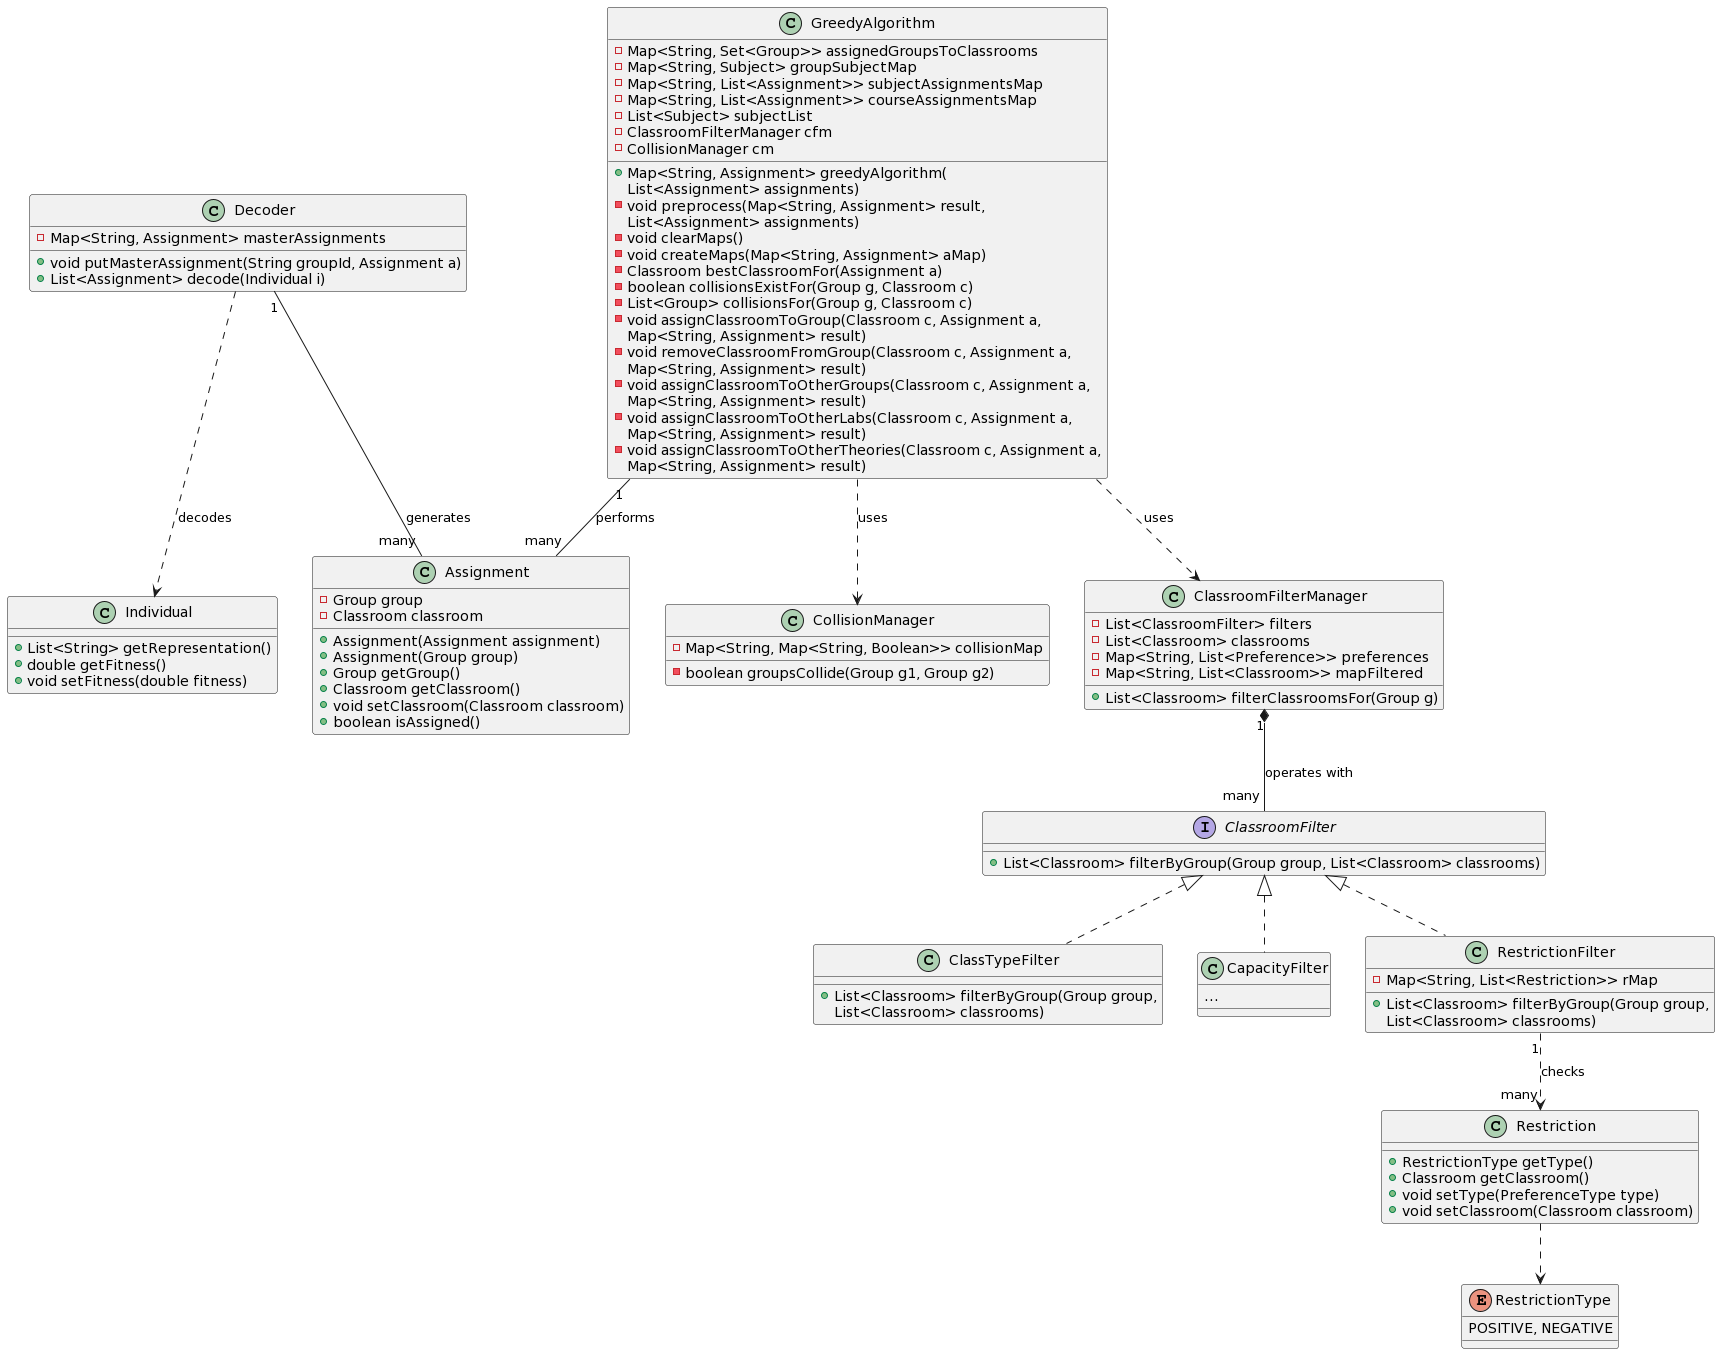 C GreedyAlgorithm
Map<String, Set<Group>> assignedGroupsToClassrooms
Map<String, Subject> groupSubjectMap
Map<String, List<Assignment>> subjectAssignmentsMap
Map<String, List<Assignment>> courseAssignmentsMap
List<Subject> subjectList
ClassroomFilterManager cfm
CollisionManager cm
Map<String, Assignment> greedyAlgorithm(
List<Assignment> assignments)
void preprocess(Map<String, Assignment> result,
List<Assignment> assignments)
void clearMaps()
void createMaps(Map<String, Assignment> aMap)
Classroom bestClassroomFor(Assignment a)
boolean collisionsExistFor(Group g, Classroom c)
List<Group> collisionsFor(Group g, Classroom c)
void assignClassroomToGroup(Classroom c, Assignment a,
Map<String, Assignment> result)
void removeClassroomFromGroup(Classroom c, Assignment a,
Map<String, Assignment> result)
void assignClassroomToOtherGroups(Classroom c, Assignment a,
Map<String, Assignment> result)
void assignClassroomToOtherLabs(Classroom c, Assignment a,
Map<String, Assignment> result)
void assignClassroomToOtherTheories(Classroom c, Assignment a,
Map<String, Assignment> result)
C Decoder
Map<String, Assignment> masterAssignments
void putMasterAssignment(String groupId, Assignment a)
List<Assignment> decode(Individual i)
1
decodes
generates
many
1
performs
many
uses
uses
C Individual
List<String> getRepresentation()
double getFitness()
void setFitness(double fitness)
C Assignment
Group group
Classroom classroom
Assignment(Assignment assignment)
Assignment(Group group)
Group getGroup()
Classroom getClassroom()
void setClassroom(Classroom classroom)
boolean isAssigned()
C CollisionManager
Map<String, Map<String, Boolean>> collisionMap
boolean groupsCollide(Group g1, Group g2)
C ClassroomFilterManager
List<ClassroomFilter> filters
List<Classroom> classrooms
Map<String, List<Preference>> preferences
Map<String, List<Classroom>> mapFiltered
List<Classroom> filterClassroomsFor(Group g)
1
operates with
many
I ClassroomFilter
List<Classroom> filterByGroup(Group group, List<Classroom> classrooms)
C ClassTypeFilter
List<Classroom> filterByGroup(Group group,
List<Classroom> classrooms)
C CapacityFilter
...
C RestrictionFilter
Map<String, List<Restriction>> rMap
List<Classroom> filterByGroup(Group group,
List<Classroom> classrooms)
1
checks
many
C Restriction
RestrictionType getType()
Classroom getClassroom()
void setType(PreferenceType type)
void setClassroom(Classroom classroom)
E RestrictionType
POSITIVE, NEGATIVE